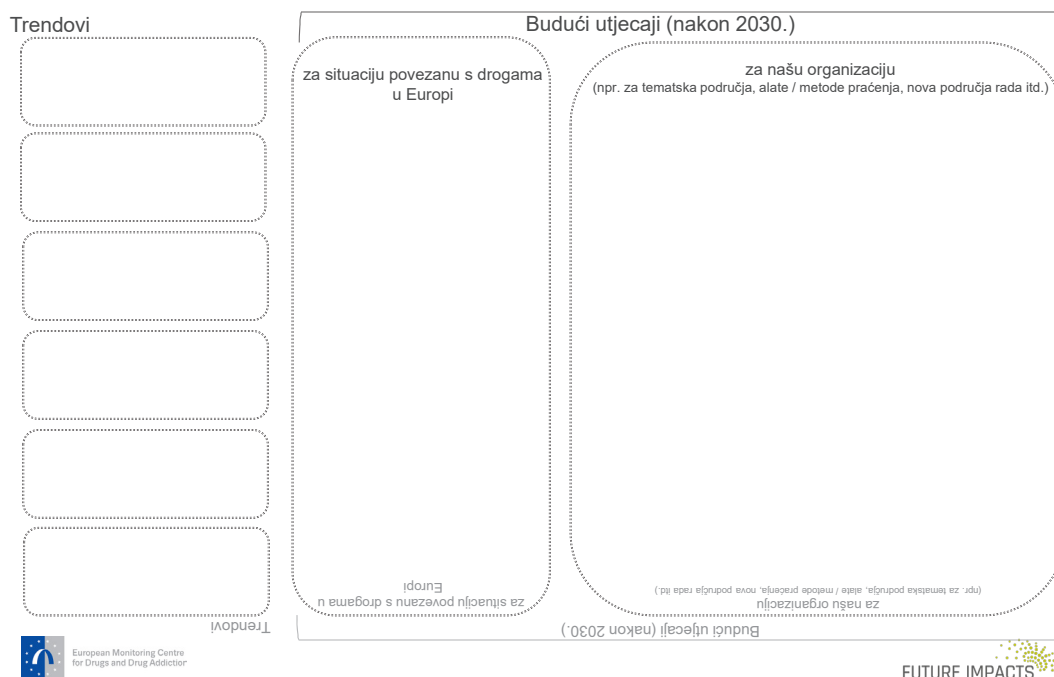 Trendovi
Budući utjecaji (nakon 2030.)
za situaciju povezanu s drogama
u Europi
za našu organizaciju
(npr. za tematska područja, alate / metode praćenja, nova područja rada itd.)
za situaciju povezanu s drogama u
Europi
za našu organizaciju
(npr. za tematska područja, alate / metode praćenja, nova područja rada itd.)
Trendovi
Budući utjecaji (nakon 2030.)
European Monitoring Centre
for Drugs and Drug Addiction
FUTURE IMPACTS